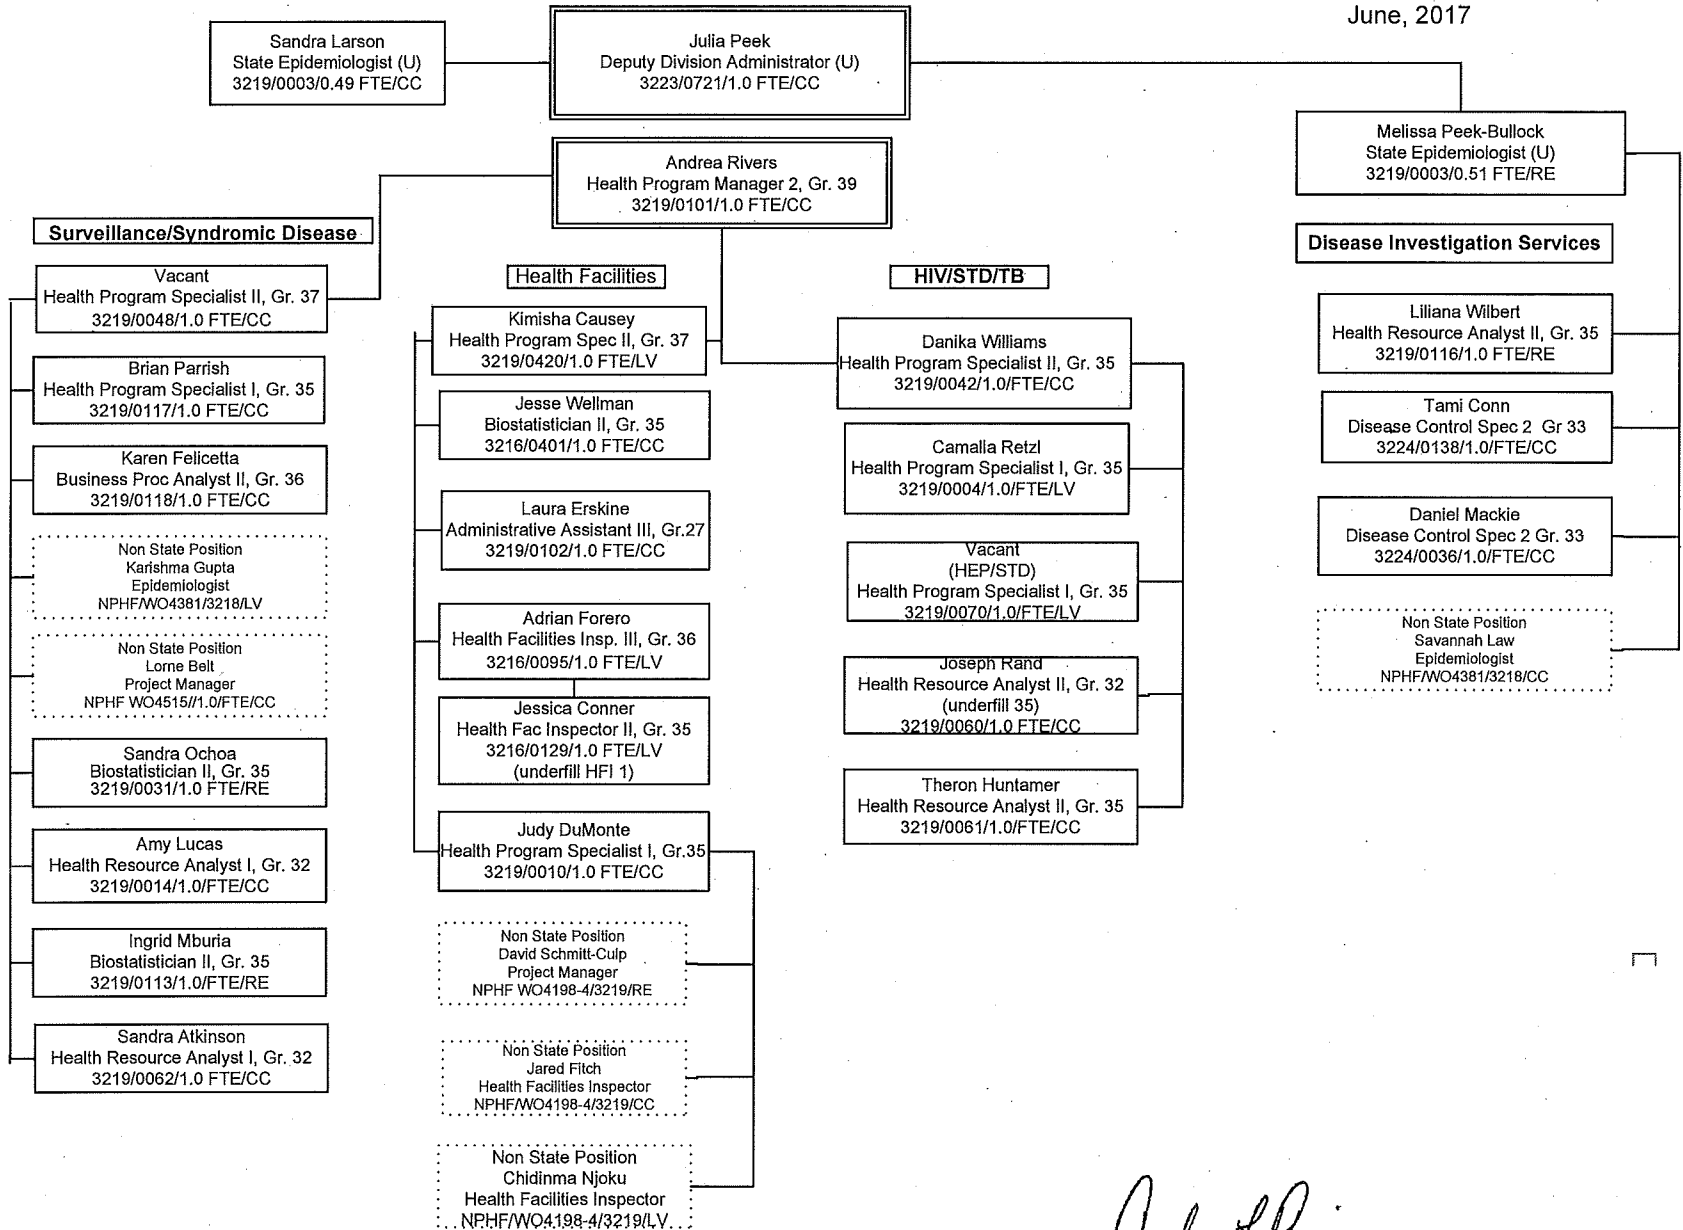 June, 2017
Sandra Larson
State Epidemiologist (U)
3219/0003/0.49 FTE/CC
Julia Peek
Deputy Division Administrator (U)
3223/0721/1.0 FTE/CC
Melissa Peek-Bullock
State Epidemiologist (U)
3219/0003/0.51 FTE/RE
Andrea Rivers
Health Program Manager 2, Gr. 39
3219/0101/1.0 FTE/CC
Surveillance/Syndromic Disease
Vacant
Health Program Specialist II, Gr. 37
3219/0048/1.0 FTE/CC
Brian Parrish
Health Program Specialist I, Gr. 35
3219/0117/1.0 FTE/CC
Karen Felicetta
Business Proc Analyst II, Gr. 36
3219/0118/1.0 FTE/CC
Non State Position
Karishma Gupta
Epidemiologist
NPHF/WO4381/3218/LV
Non State Position
Lorne Belt
Project Manager
NPHF WO4515//1.0/FTE/CC
Sandra Ochoa
Biostatistician II, Gr. 35
3219/0031/1.0 FTE/RE
Amy Lucas
Health Resource Analyst I, Gr. 32
3219/0014/1.0/FTE/CC
Ingrid Mburia
Biostatistician II, Gr. 35
3219/0113/1.0/FTE/RE
Sandra Atkinson
Health Resource Analyst I, Gr. 32
3219/0062/1.0 FTE/CC
Health Facilities
Kimisha Causey
Health Program Spec II, Gr. 37
3219/0420/1.0 FTE/LV
Jesse Wellman
Biostatistician II, Gr. 35
3216/0401/1.0 FTE/CC
Laura Erskine
Administrative Assistant III, Gr.27
3219/0102/1.0 FTE/CC
Adrian Forero
Health Facilities Insp. III, Gr. 36
3216/0095/1.0 FTE/LV
Jessica Conner
Health Fac Inspector II, Gr. 35
3216/0129/1.0 FTE/LV
(underfill HFI 1)
Judy DuMonte
Health Program Specialist I, Gr.35
3219/0010/1.0 FTE/CC
Non State Position
David Schmitt-Culp
Project Manager
NPHF WO4198-4/3219/RE
Non State Position
Jared Fitch
Health Facilities Inspector
NPHF/WO4198-4/3219/CC
Non State Position
Chidinma Njoku
Health Facilities Inspector
NPHF/WO4198-4/3219/LV
HIV/STD/TB
Danika Williams
Health Program Specialist II, Gr. 35
3219/0042/1.0/FTE/CC
Camalla Retzl
Health Program Specialist I, Gr. 35
3219/0004/1.0/FTE/LV
Vacant
(HEP/STD)
Health Program Specialist I, Gr. 35
3219/0070/1.0/FTE/LV
Joseph Rand
Health Resource Analyst II, Gr. 32
(underfill 35)
3219/0060/1.0 FTE/CC
Theron Huntamer
Health Resource Analyst II, Gr. 35
3219/0061/1.0/FTE/CC
Disease Investigation Services
Liliana Wilbert
Health Resource Analyst II, Gr. 35
3219/0116/1.0 FTE/RE
Tami Conn
Disease Control Spec 2 Gr 33
3224/0138/1.0/FTE/CC
Daniel Mackie
Disease Control Spec 2 Gr. 33
3224/0036/1.0/FTE/CC
Non State Position
Savannah Law
Epidemiologist
NPHF/WO4381/3218/CC